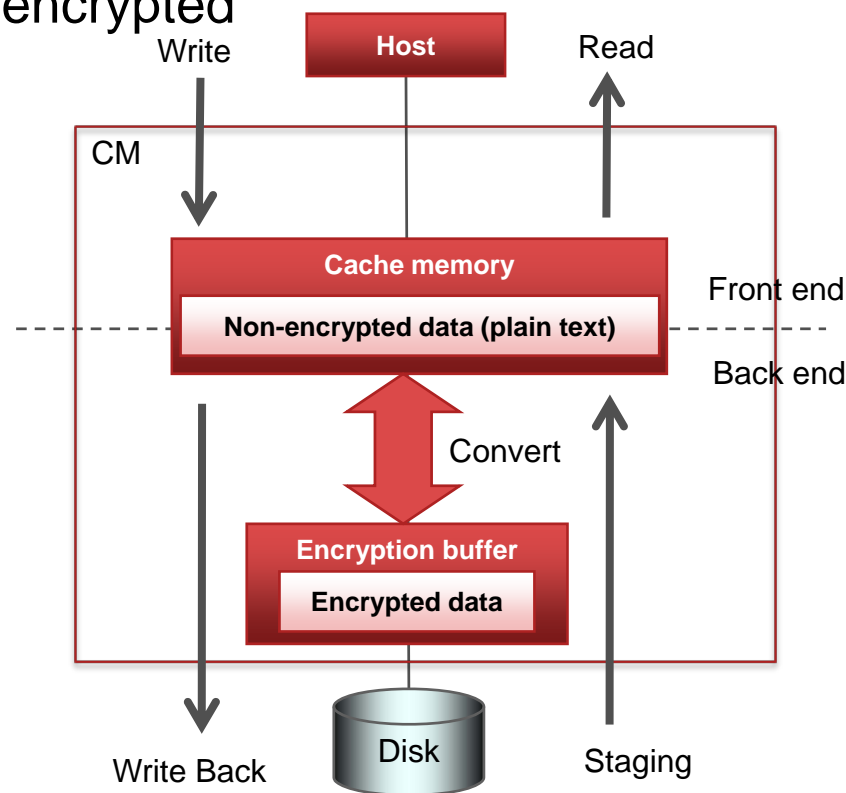 encrypted
Write
Host
Read
CM
Cache memory
Front end
Non-encrypted data (plain text)
Back end
Convert
Encryption buffer
Encrypted data
Disk
Staging
Write Back